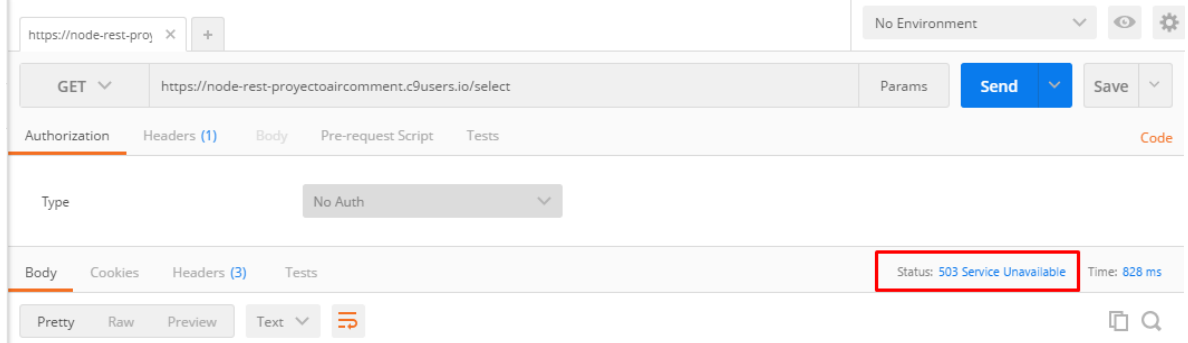 https://node-rest-proy × +
No Environment
GET https://node-rest-proyectoaircomment.c9users.io/select Params Send Save
Authorization Headers (1) Body Pre-request Script Tests Code
Type No Auth
Body Cookies Headers (3) Tests Status: 503 Service Unavailable Time: 828 ms
Pretty Raw Preview Text